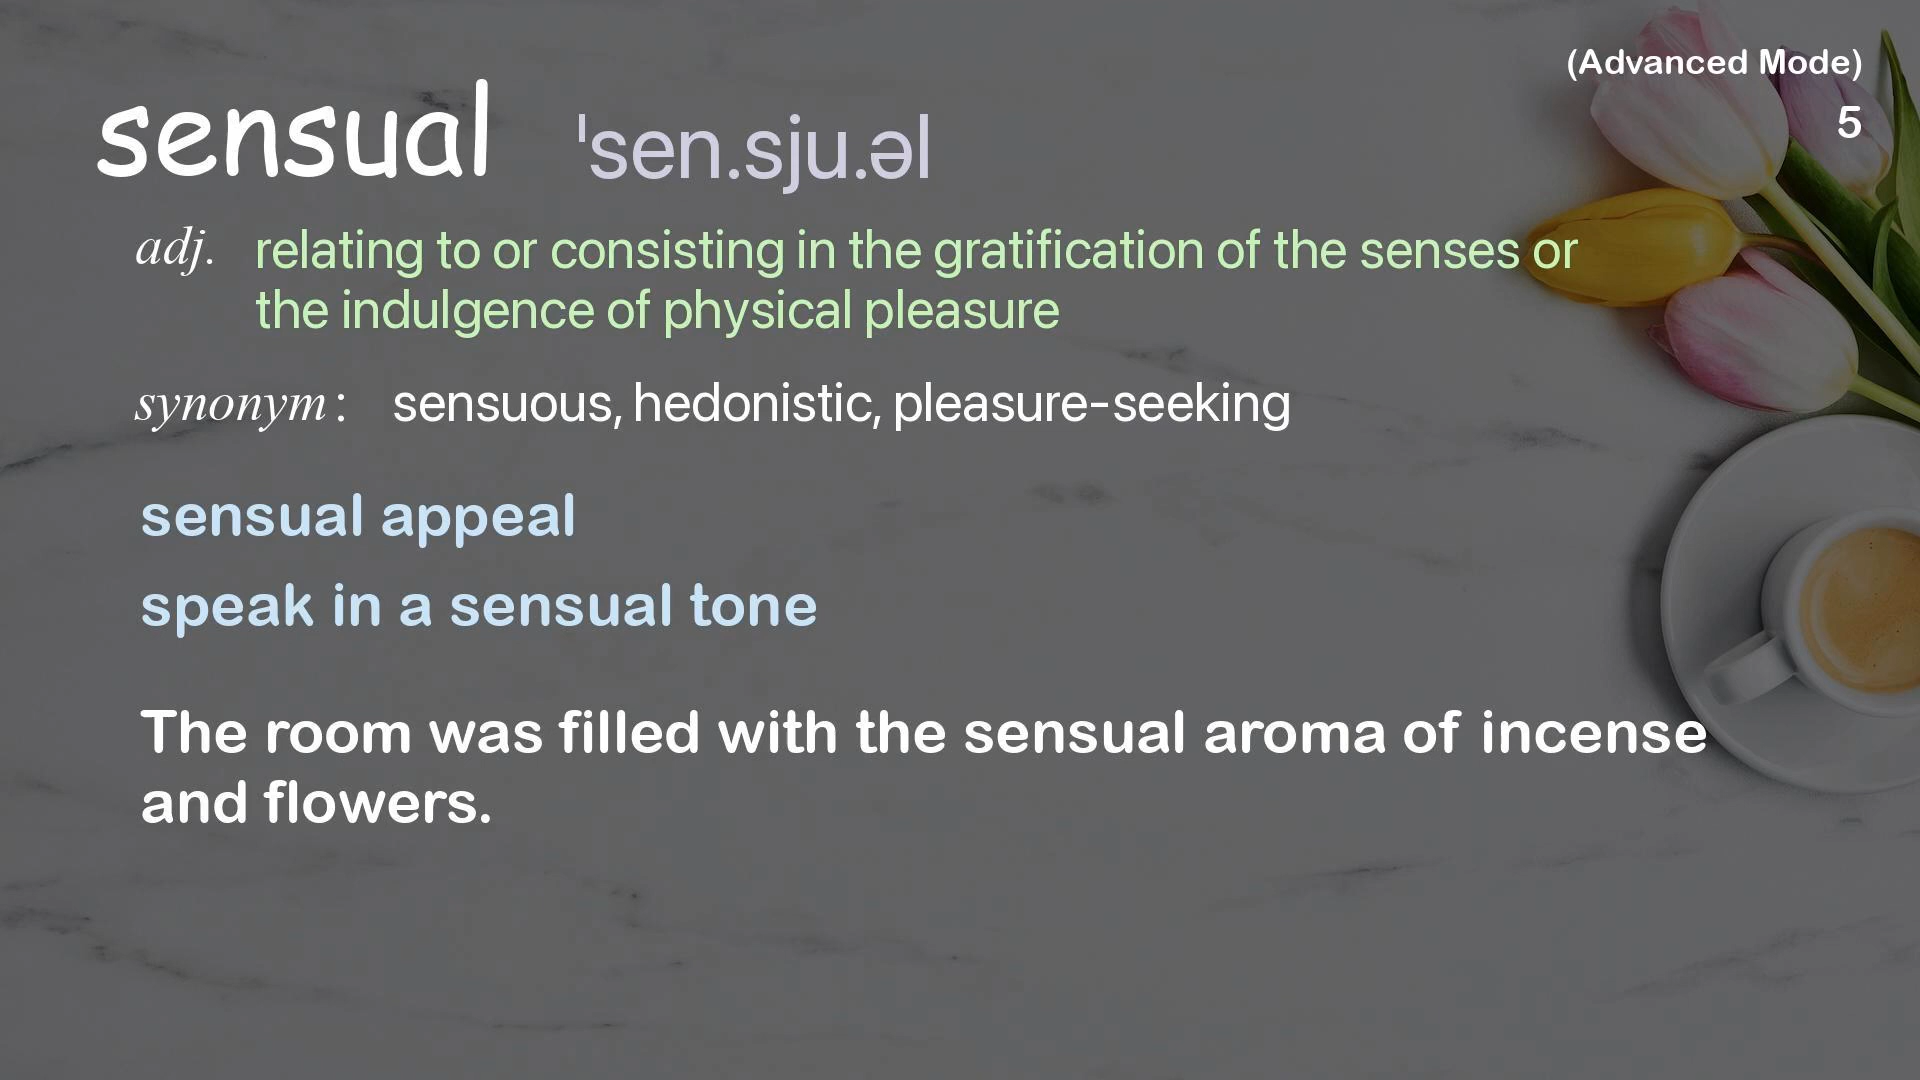 (Advanced Mode)
5
sensual ˈsen.sju.əl
adj. relating to or consisting in the gratification of the senses or
the indulgence of physical pleasure
synonym: sensuous, hedonistic, pleasure-seeking
sensual appeal
speak in a sensual tone
The room was filled with the sensual aroma of incense
and flowers.